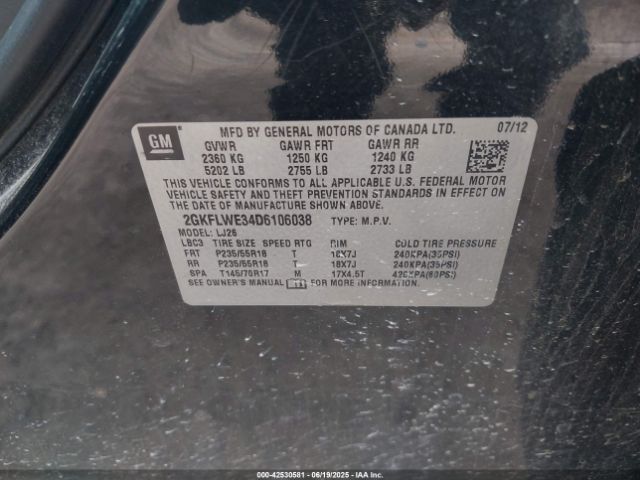 GM
MFD BY GENERAL MOTORS OF CANADA LTD. 07/12
GVWR GAWR FRT GAWR RR
2360 KG 1250 KG 1240 KG
5202 LB 2755 LB 2733 LB
THIS VEHICLE CONFORMS TO ALL APPLICABLE U.S. FEDERAL MOTOR
VEHICLE SAFETY AND THEFT PREVENTION STANDARDS IN EFFECT ON
THE DATE OF MANUFACTURE SHOWN ABOVE.
2GKFLWE34D6106038 TYPE: M.P.V.
MODEL: LJ26
LBC3 TIRE SIZE SPEED RTG RIM COLD TIRE PRESSURE
FRT P235/55R18 T 18X7J 240KPA(35PSI)
RR P235/55R18 T 18X7J 240KPA(35PSI)
SPA T145/70R17 M 17X4.5T 420KPA(60PSI)
SEE OWNER'S MANUAL FOR MORE INFORMATION.
000-42530581 - 06/19/2025 - IAAI.COM